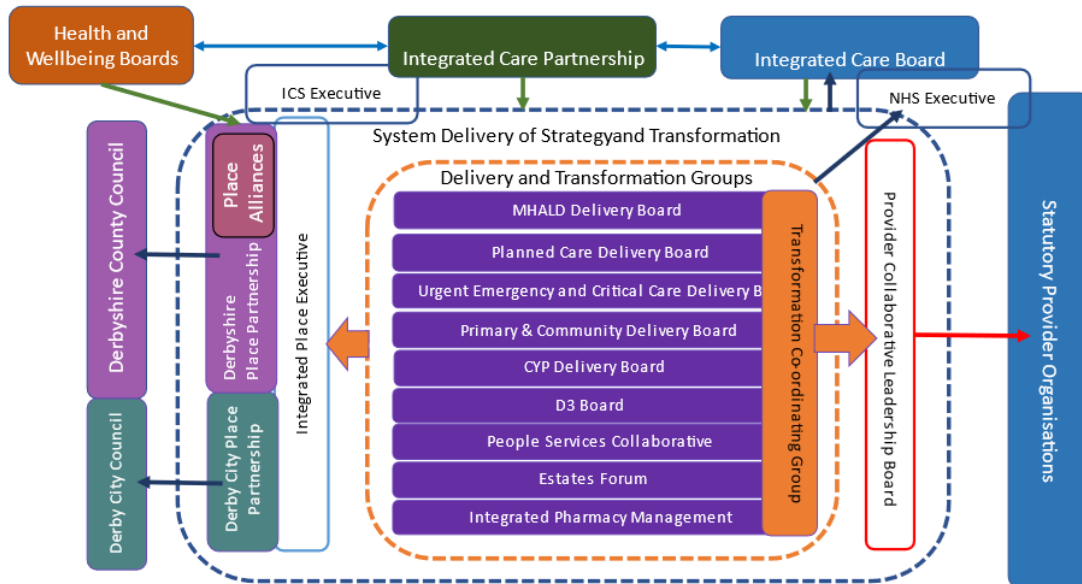 Health and
Wellbeing Boards
Integrated Care Partnership
Integrated Care Board
ICS Executive
NHS Executive
System Delivery of Strategyand Transformation
Delivery and Transformation Groups
Derbyshire County Council
Derby City Council
Place
Alliances
Derbyshire
Place Partnership
Derby City Place
Partnership
Integrated Place Executive
MHALD Delivery Board
Planned Care Delivery Board
Urgent Emergency and Critical Care Delivery B
Primary & Community Delivery Board
CYP Delivery Board
D3 Board
People Services Collaborative
Estates Forum
Integrated Pharmacy Management
Transformation Co-ordinating Group
Provider Collaborative Leadership Board
Statutory Provider Organisations